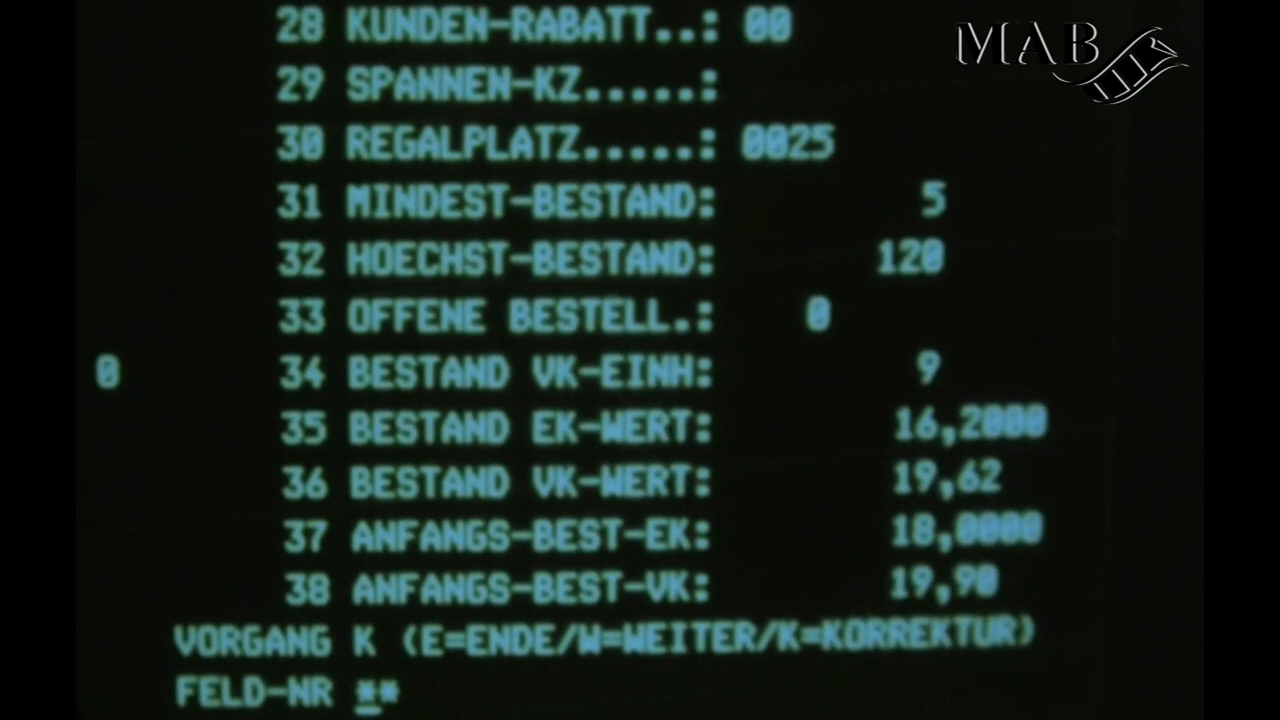 MAB
28 KUNDEN-RABATT..: 00
29 SPANNEN-KZ.....:
30 REGALPLATZ.....: 0025
31 MINDEST-BESTAND: 5
32 HOECHST-BESTAND: 120
33 OFFENE BESTELL.: 0
0 34 BESTAND VK-EINH: 9
35 BESTAND EK-WERT: 16,2000
36 BESTAND VK-WERT: 19,62
37 ANFANGS-BEST-EK: 18,0000
38 ANFANGS-BEST-VK: 19,90
VORGANG K (E=ENDE/W=WEITER/K=KORREKTUR)
FELD-NR **